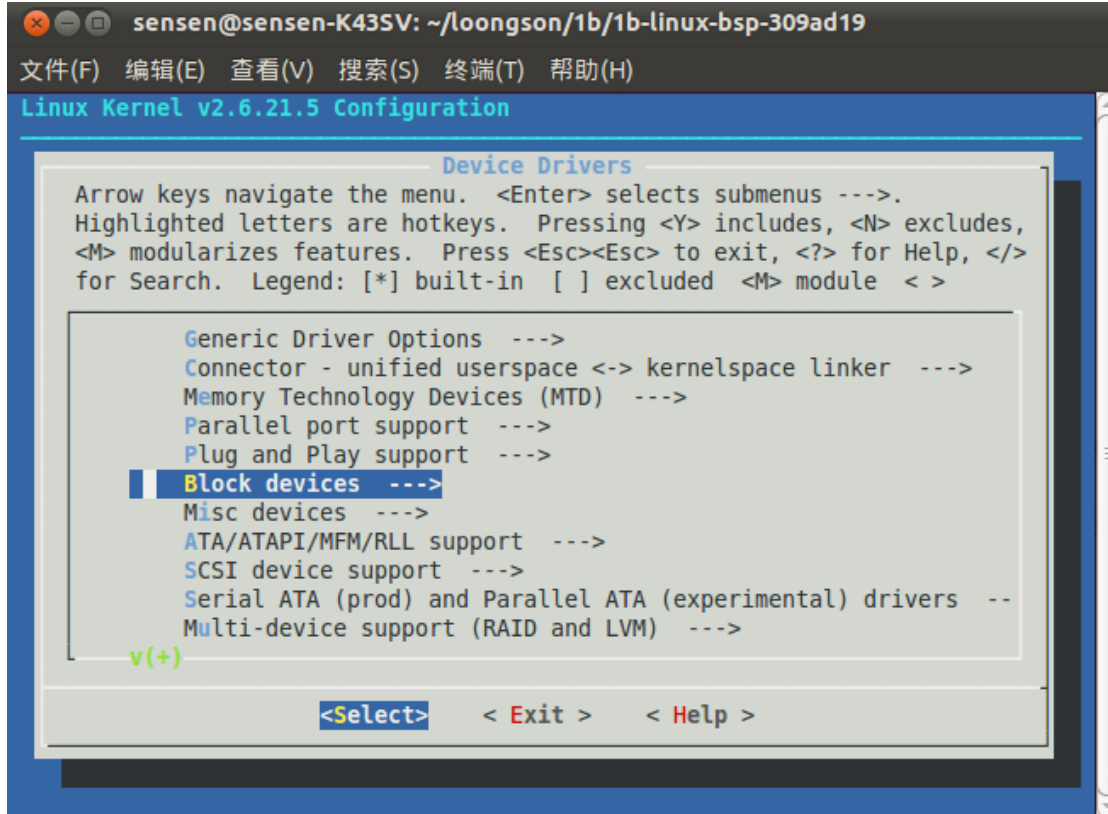 sensen@sensen-K43SV: ~/loongson/1b/1b-linux-bsp-309ad19
文件(F) 编辑(E) 查看(V) 搜索(S) 终端(T) 帮助(H)
Linux Kernel v2.6.21.5 Configuration
Device Drivers
Arrow keys navigate the menu.  <Enter> selects submenus --->.
Highlighted letters are hotkeys.  Pressing <Y> includes, <N> excludes,
<M> modularizes features.  Press <Esc><Esc> to exit, <?> for Help, </>
for Search.  Legend: [*] built-in  [ ] excluded  <M> module  < >
Generic Driver Options  --->
Connector - unified userspace <-> kernelspace linker  --->
Memory Technology Devices (MTD)  --->
Parallel port support  --->
Plug and Play support  --->
Block devices  --->
Misc devices  --->
ATA/ATAPI/MFM/RLL support  --->
SCSI device support  --->
Serial ATA (prod) and Parallel ATA (experimental) drivers  --
Multi-device support (RAID and LVM)  --->
v(+)
<Select>    < Exit >    < Help >